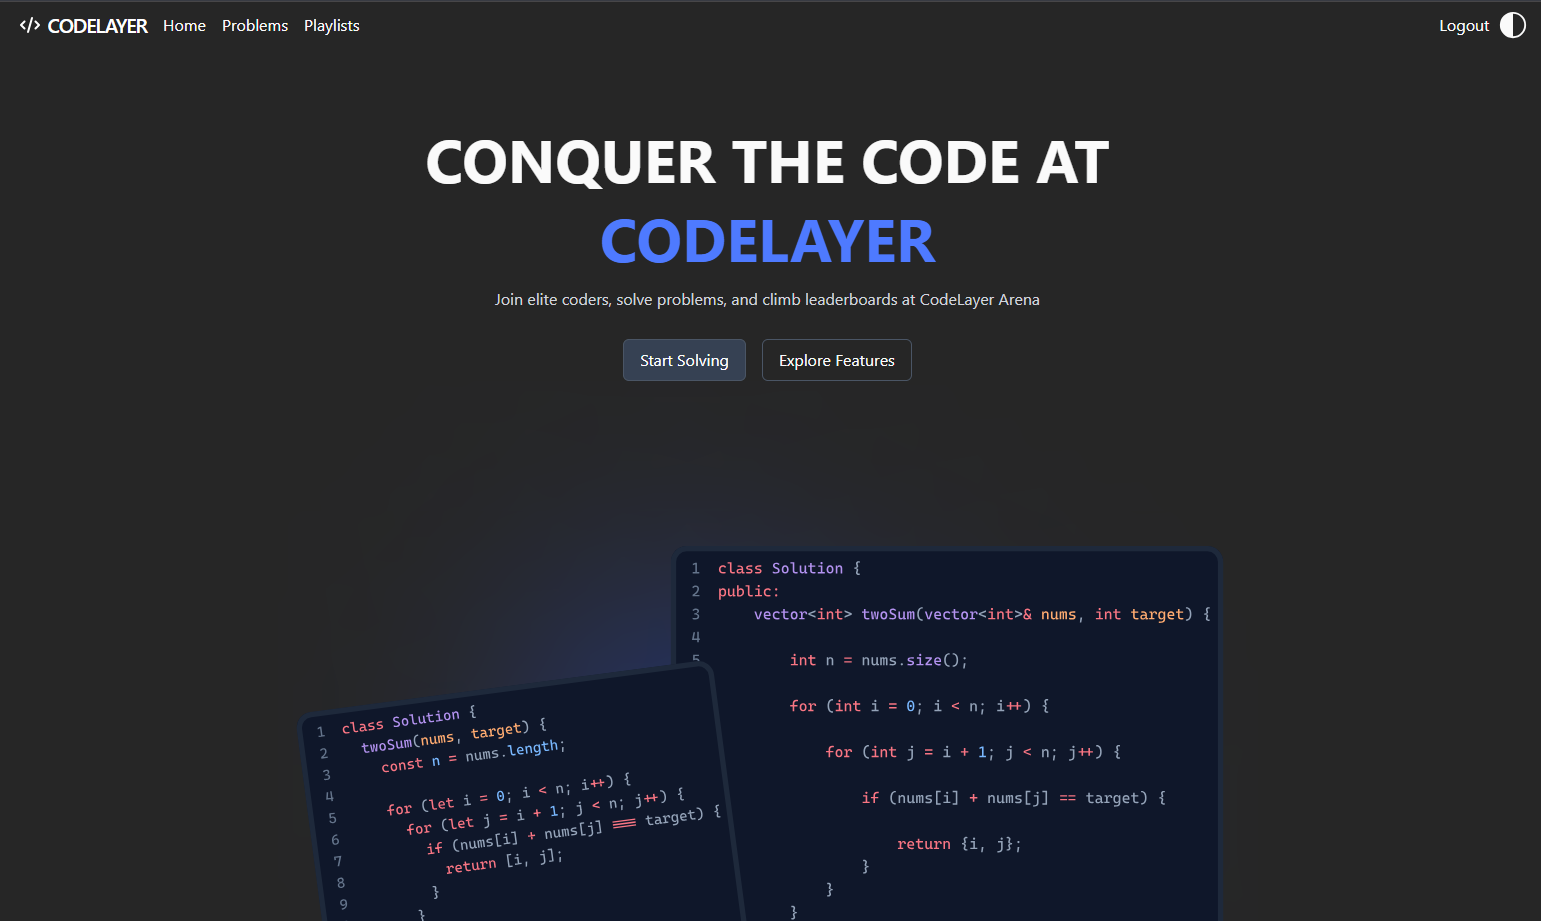 </> CODELAYER Home Problems Playlists Logout
CONQUER THE CODE AT
CODELAYER
Join elite coders, solve problems, and climb leaderboards at CodeLayer Arena
Start Solving Explore Features
1 class Solution {
2 public:
3 vector<int> twoSum(vector<int>& nums, int target) {
4
5 int n = nums.size();
for (int i = 0; i < n; i++) {
for (int j = i + 1; j < n; j++) {
if (nums[i] + nums[j] == target) {
return {i, j};
}
}
}
1 class Solution {
2 twoSum(nums, target) {
3 const n = nums.length;
4
5 for (let i = 0; i < n; i++) {
6 for (let j = i + 1; j < n; j++) {
7 if (nums[i] + nums[j] === target) {
8 return [i, j];
9 }
}